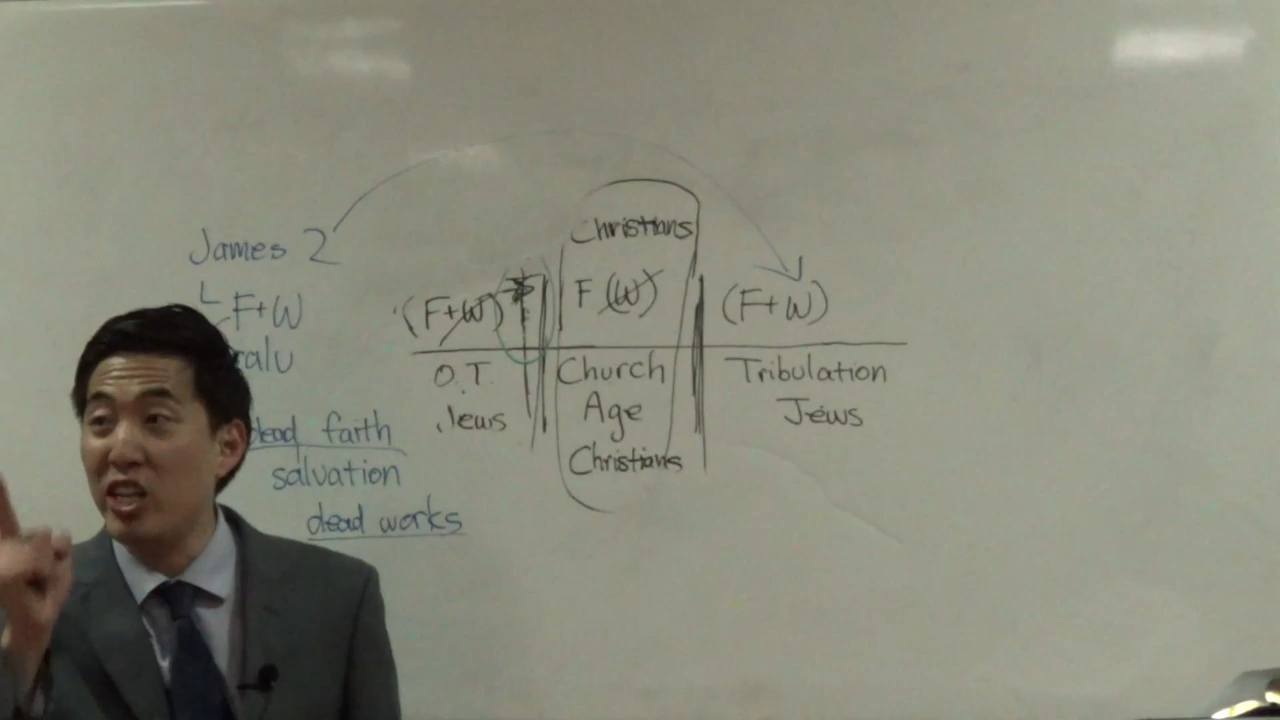 James 2
F+W
dead faith
salvation
dead works
Christians
(F+W)
F (W)
(F+W)
O.T.
Jews
Church
Age
Christians
Tribulation
Jews